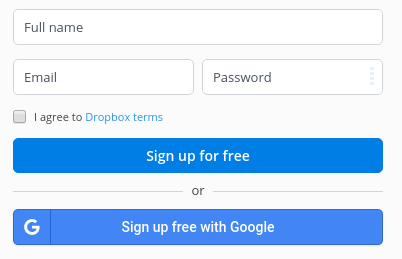 Full name
Email Password
I agree to Dropbox terms
Sign up for free
or
G Sign up free with Google